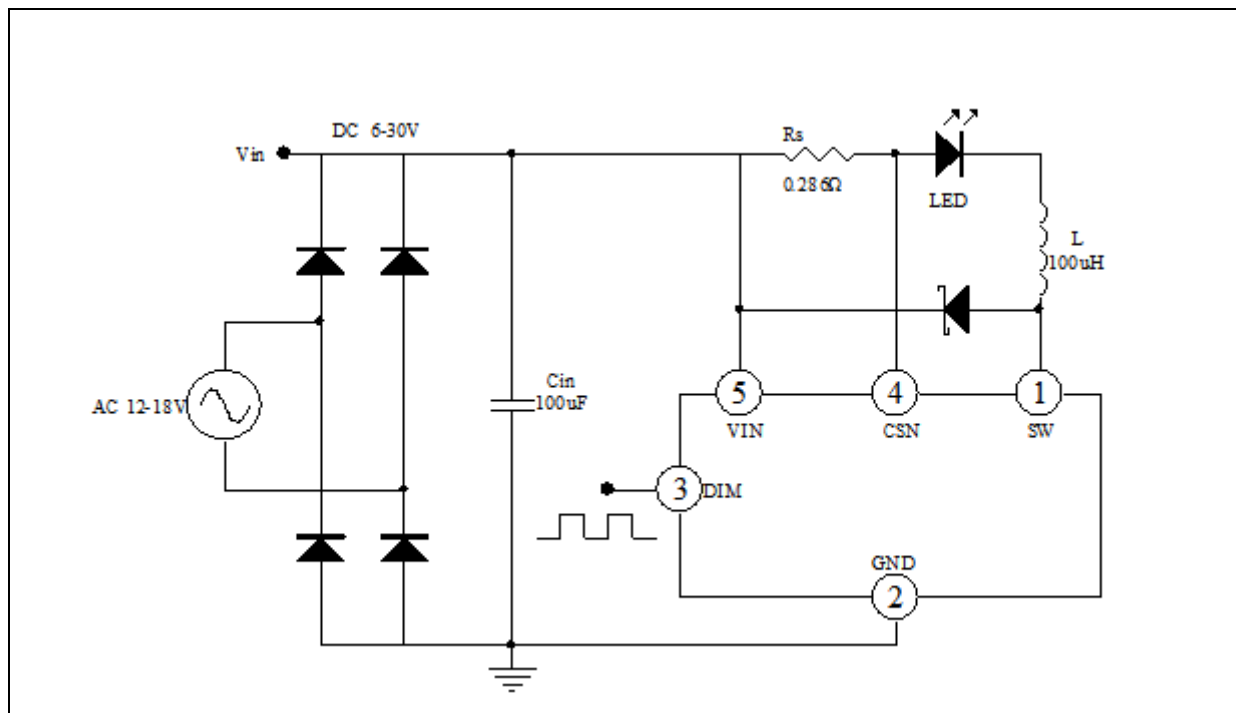 DC 6-30V
Vin
Rs
0.286Ω
LED
L
100uH
AC 12-18V
Cin
100uF
5
4
1
VIN
CSN
SW
3
DIM
GND
2